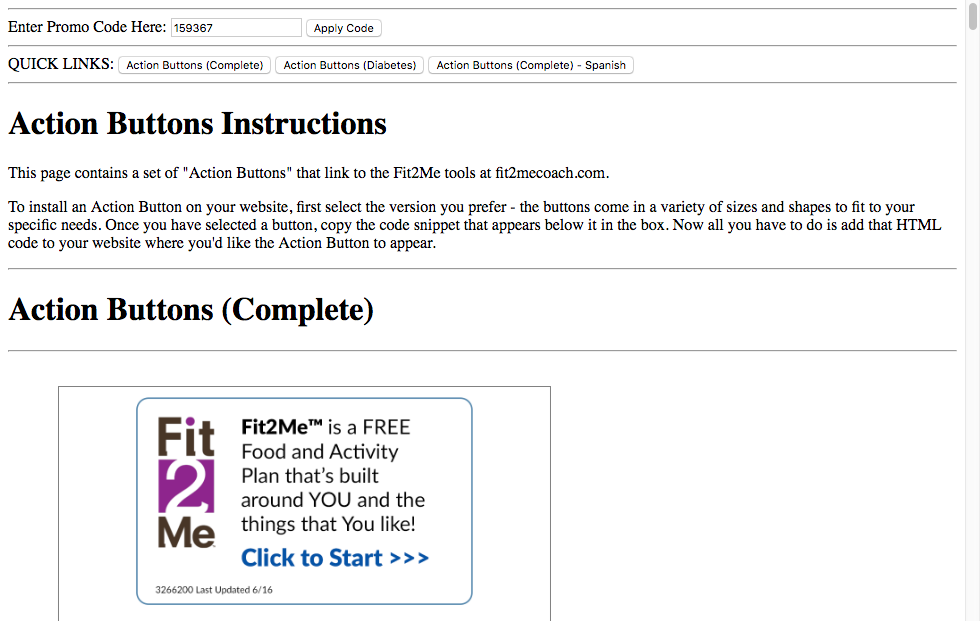 Enter Promo Code Here: 159367 Apply Code
QUICK LINKS: Action Buttons (Complete) Action Buttons (Diabetes) Action Buttons (Complete) - Spanish
Action Buttons Instructions
This page contains a set of "Action Buttons" that link to the Fit2Me tools at fit2mecoach.com.
To install an Action Button on your website, first select the version you prefer - the buttons come in a variety of sizes and shapes to fit to your
specific needs. Once you have selected a button, copy the code snippet that appears below it in the box. Now all you have to do is add that HTML
code to your website where you'd like the Action Button to appear.
Action Buttons (Complete)
Fit
2
Me
Fit2Me™ is a FREE
Food and Activity
Plan that's built
around YOU and the
things that You like!
Click to Start >>>
3266200 Last Updated 6/16